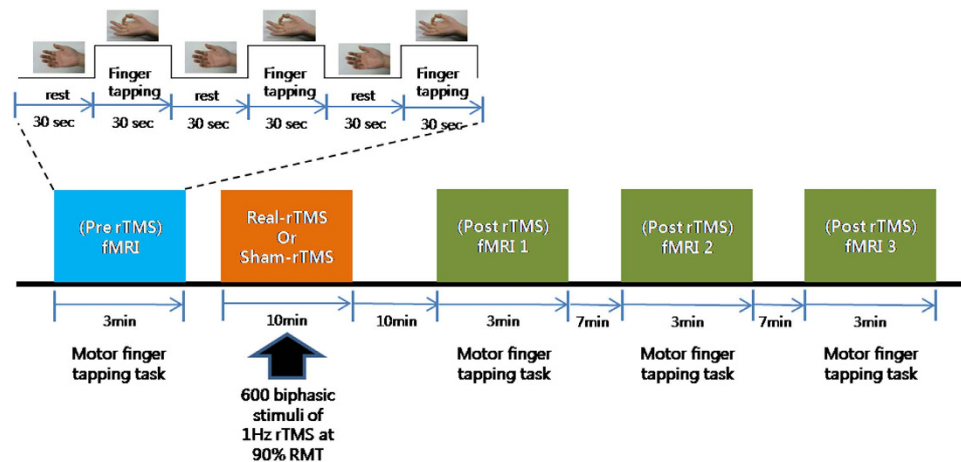 Finger tapping Finger tapping Finger tapping
rest rest rest
30 sec 30 sec 30 sec 30 sec 30 sec 30 sec
(Pre rTMS)
fMRI
Real-rTMS
Or
Sham-rTMS
(Post rTMS)
fMRI 1
(Post rTMS)
fMRI 2
(Post rTMS)
fMRI 3
3min 10min 10min 3min 7min 3min 7min 3min
Motor finger
tapping task
600 biphasic
stimuli of
1Hz rTMS at
90% RMT
Motor finger
tapping task
Motor finger
tapping task
Motor finger
tapping task